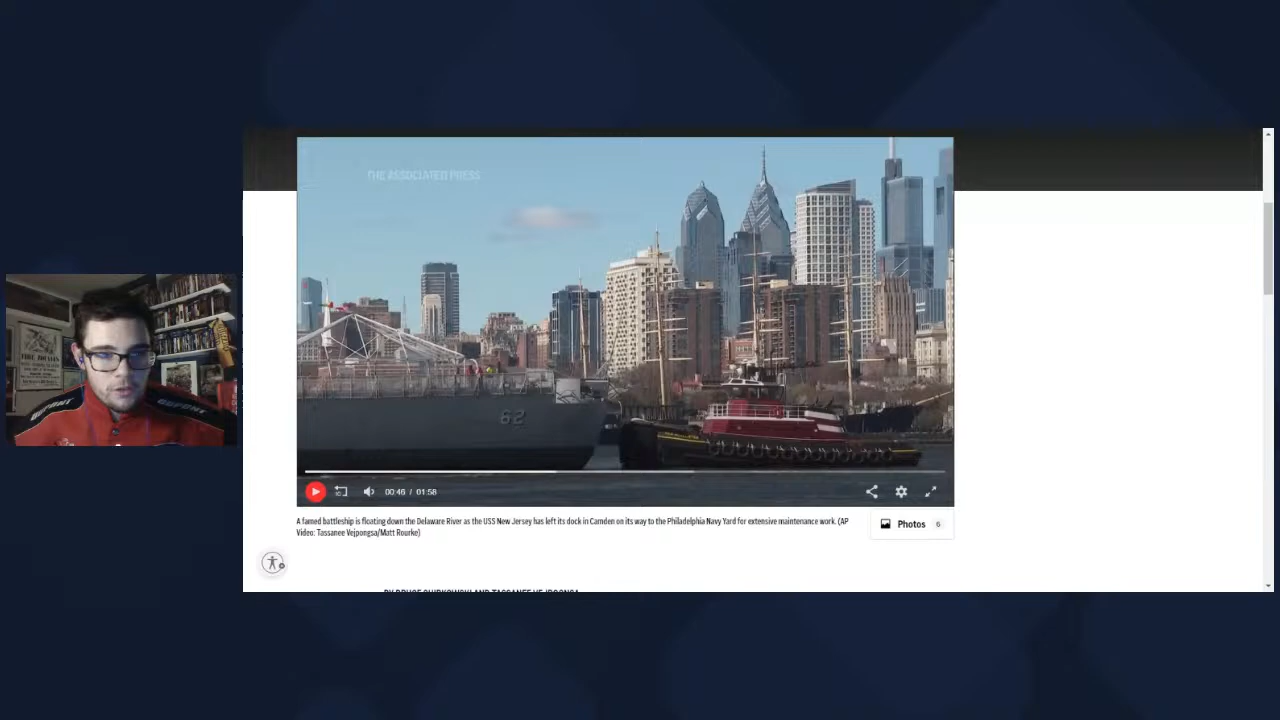 THE ASSOCIATED PRESS
62
00:46 / 01:58
A famed battleship is floating down the Delaware River as the USS New Jersey has left its dock in Camden on its way to the Philadelphia Navy Yard for extensive maintenance work. (AP
Video: Tassanee Vejpongsa/Matt Rourke)
Photos 6
DUPONT
DUPONT